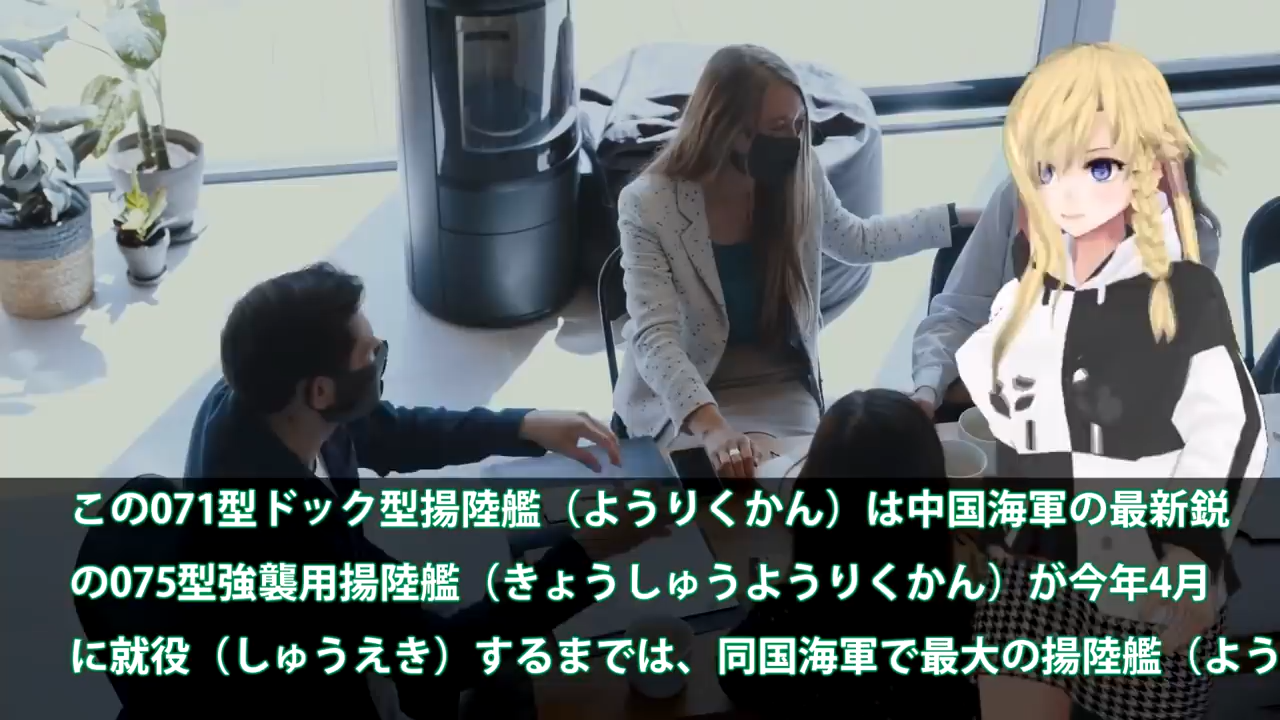 この071型ドック型揚陸艦（ようりくかん）は中国海軍の最新鋭
の075型強襲用揚陸艦（きょうしゅうようりくかん）が今年4月
に就役（しゅうえき）するまでは、同国海軍で最大の揚陸艦（よう